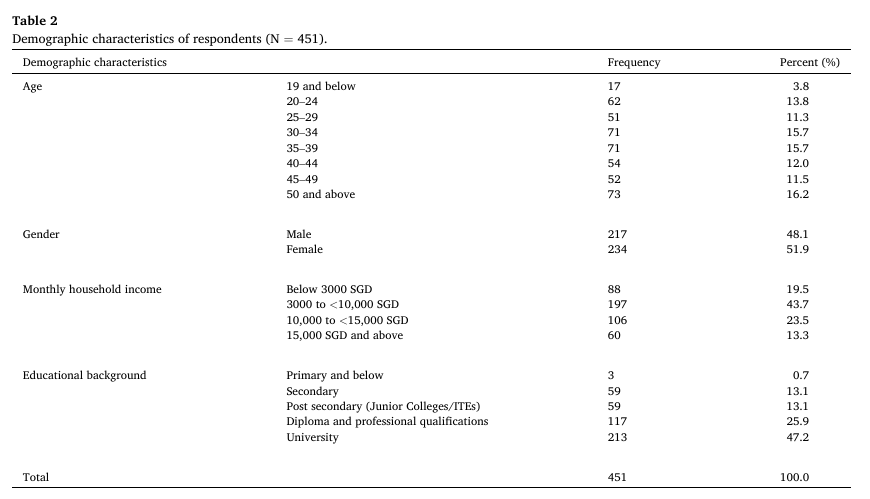 Table 2
Demographic characteristics of respondents (N = 451).
Demographic characteristics Frequency Percent (%)
Age 19 and below 17 3.8
20–24 62 13.8
25–29 51 11.3
30–34 71 15.7
35–39 71 15.7
40–44 54 12.0
45–49 52 11.5
50 and above 73 16.2
Gender Male 217 48.1
Female 234 51.9
Monthly household income Below 3000 SGD 88 19.5
3000 to <10,000 SGD 197 43.7
10,000 to <15,000 SGD 106 23.5
15,000 SGD and above 60 13.3
Educational background Primary and below 3 0.7
Secondary 59 13.1
Post secondary (Junior Colleges/ITEs) 59 13.1
Diploma and professional qualifications 117 25.9
University 213 47.2
Total 451 100.0